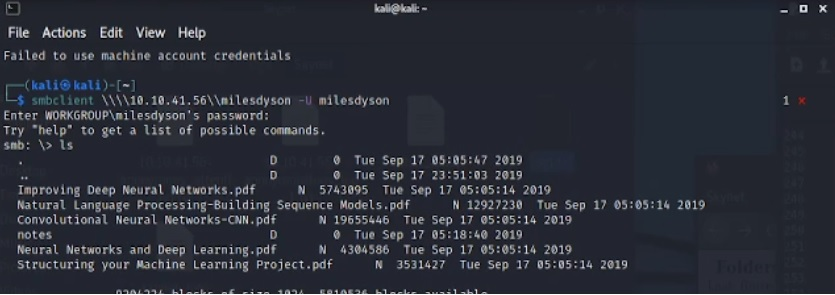 kali@kali: ~
File Actions Edit View Help
Failed to use machine account credentials
(kali㉿kali)-[~]
$ smbclient \\\\10.10.41.56\\milesdyson -U milesdyson 1 ⨯
Enter WORKGROUP\milesdyson's password:
Try "help" to get a list of possible commands.
smb: \> ls
. D 0 Tue Sep 17 05:05:47 2019
.. D 0 Tue Sep 17 23:51:03 2019
Improving Deep Neural Networks.pdf N 5743095 Tue Sep 17 05:05:14 2019
Natural Language Processing-Building Sequence Models.pdf N 12927230 Tue Sep 17 05:05:14 2019
Convolutional Neural Networks-CNN.pdf N 19655446 Tue Sep 17 05:05:14 2019
notes D 0 Tue Sep 17 05:18:40 2019
Neural Networks and Deep Learning.pdf N 4304586 Tue Sep 17 05:05:14 2019
Structuring your Machine Learning Project.pdf N 3531427 Tue Sep 17 05:05:14 2019
blocks of size 1024. blocks available